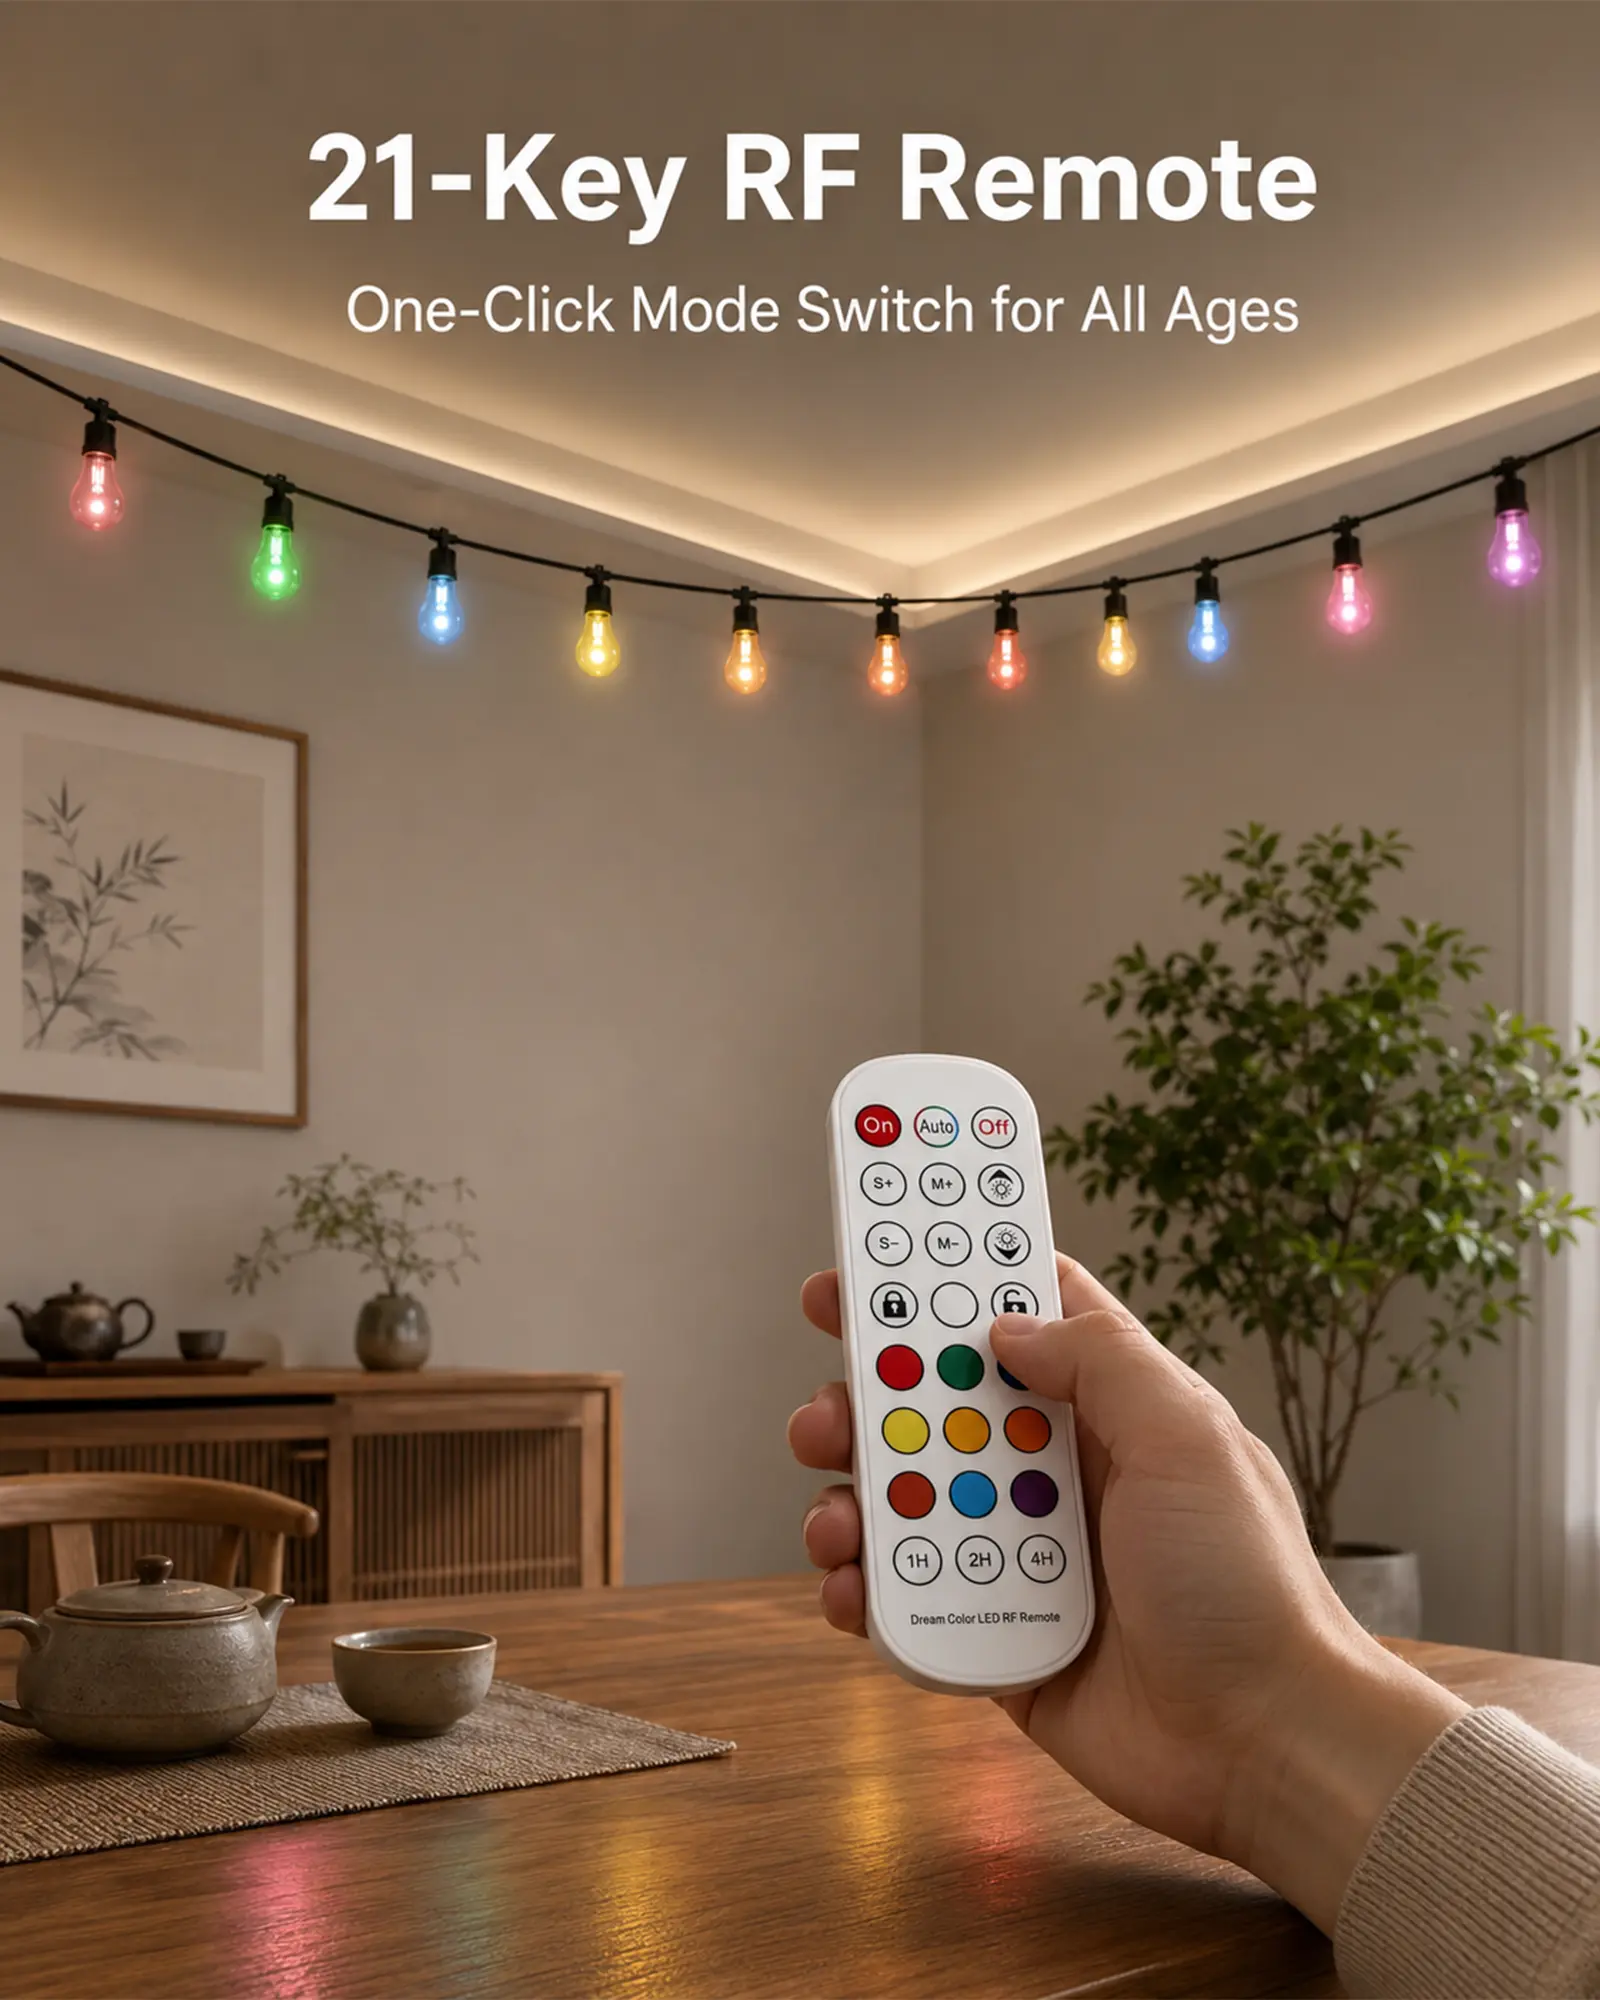 21-Key RF Remote
One-Click Mode Switch for All Ages
On Auto Off
S+ M+
S− M−
1H 2H 4H
Dream Color LED RF Remote